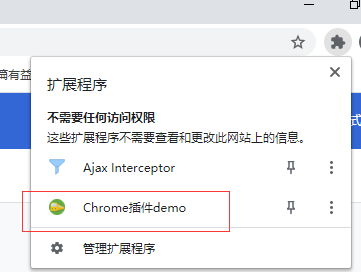 扩展程序
不需要任何访问权限
这些扩展程序不需要查看和更改此网站上的信息。
Ajax Interceptor
Chrome插件demo
管理扩展程序